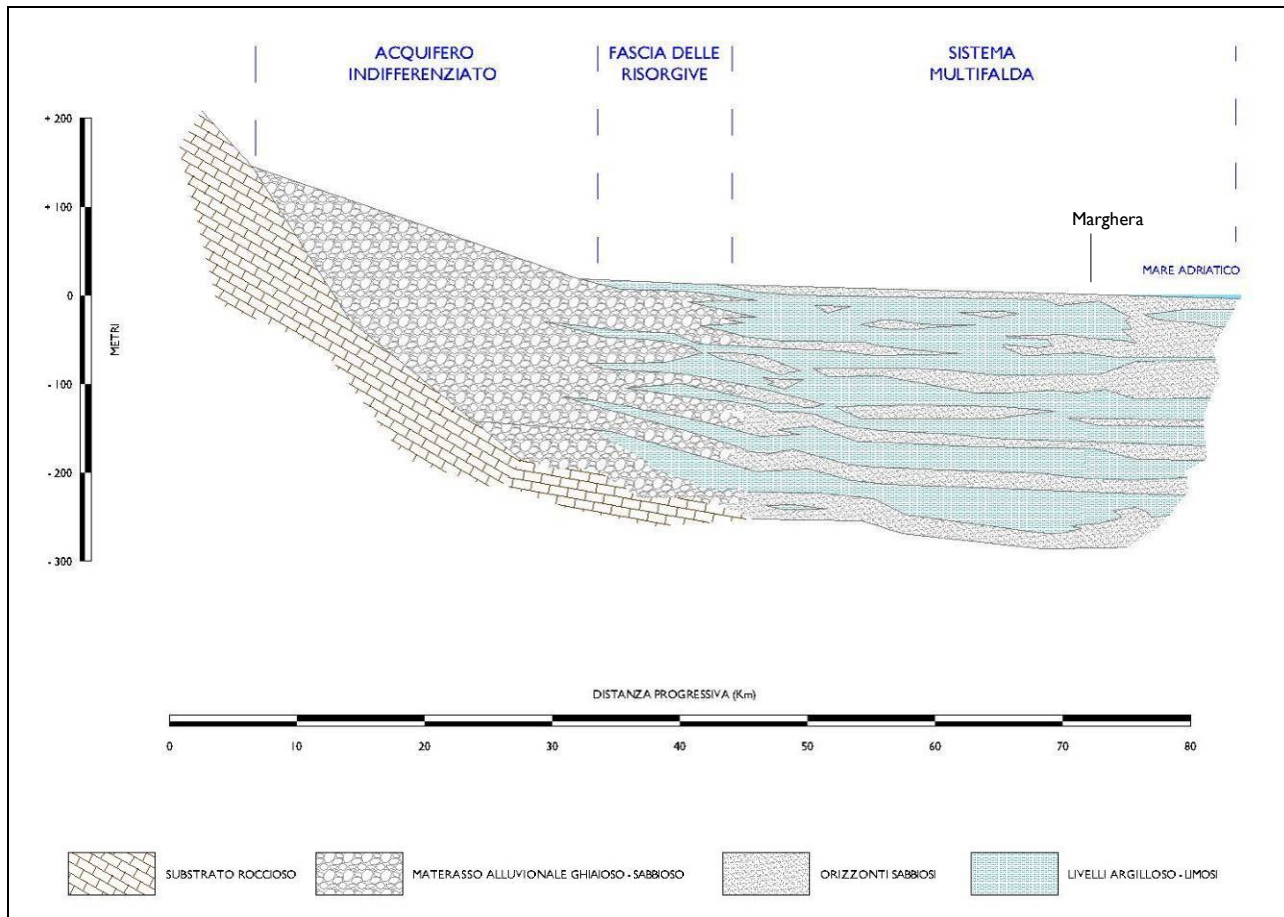 ACQUIFERO
INDIFFERENZIATO
FASCIA DELLE
RISORGIVE
SISTEMA
MULTIFALDA
+ 200
+ 100
0
- 100
- 200
- 300
METRI
Marghera
MARE ADRIATICO
DISTANZA PROGRESSIVA (Km)
0 10 20 30 40 50 60 70 80
SUBSTRATO ROCCIOSO
MATERASSO ALLUVIONALE GHIAIOSO - SABBIOSO
ORIZZONTI SABBIOSI
LIVELLI ARGILLOSO - LIMOSI